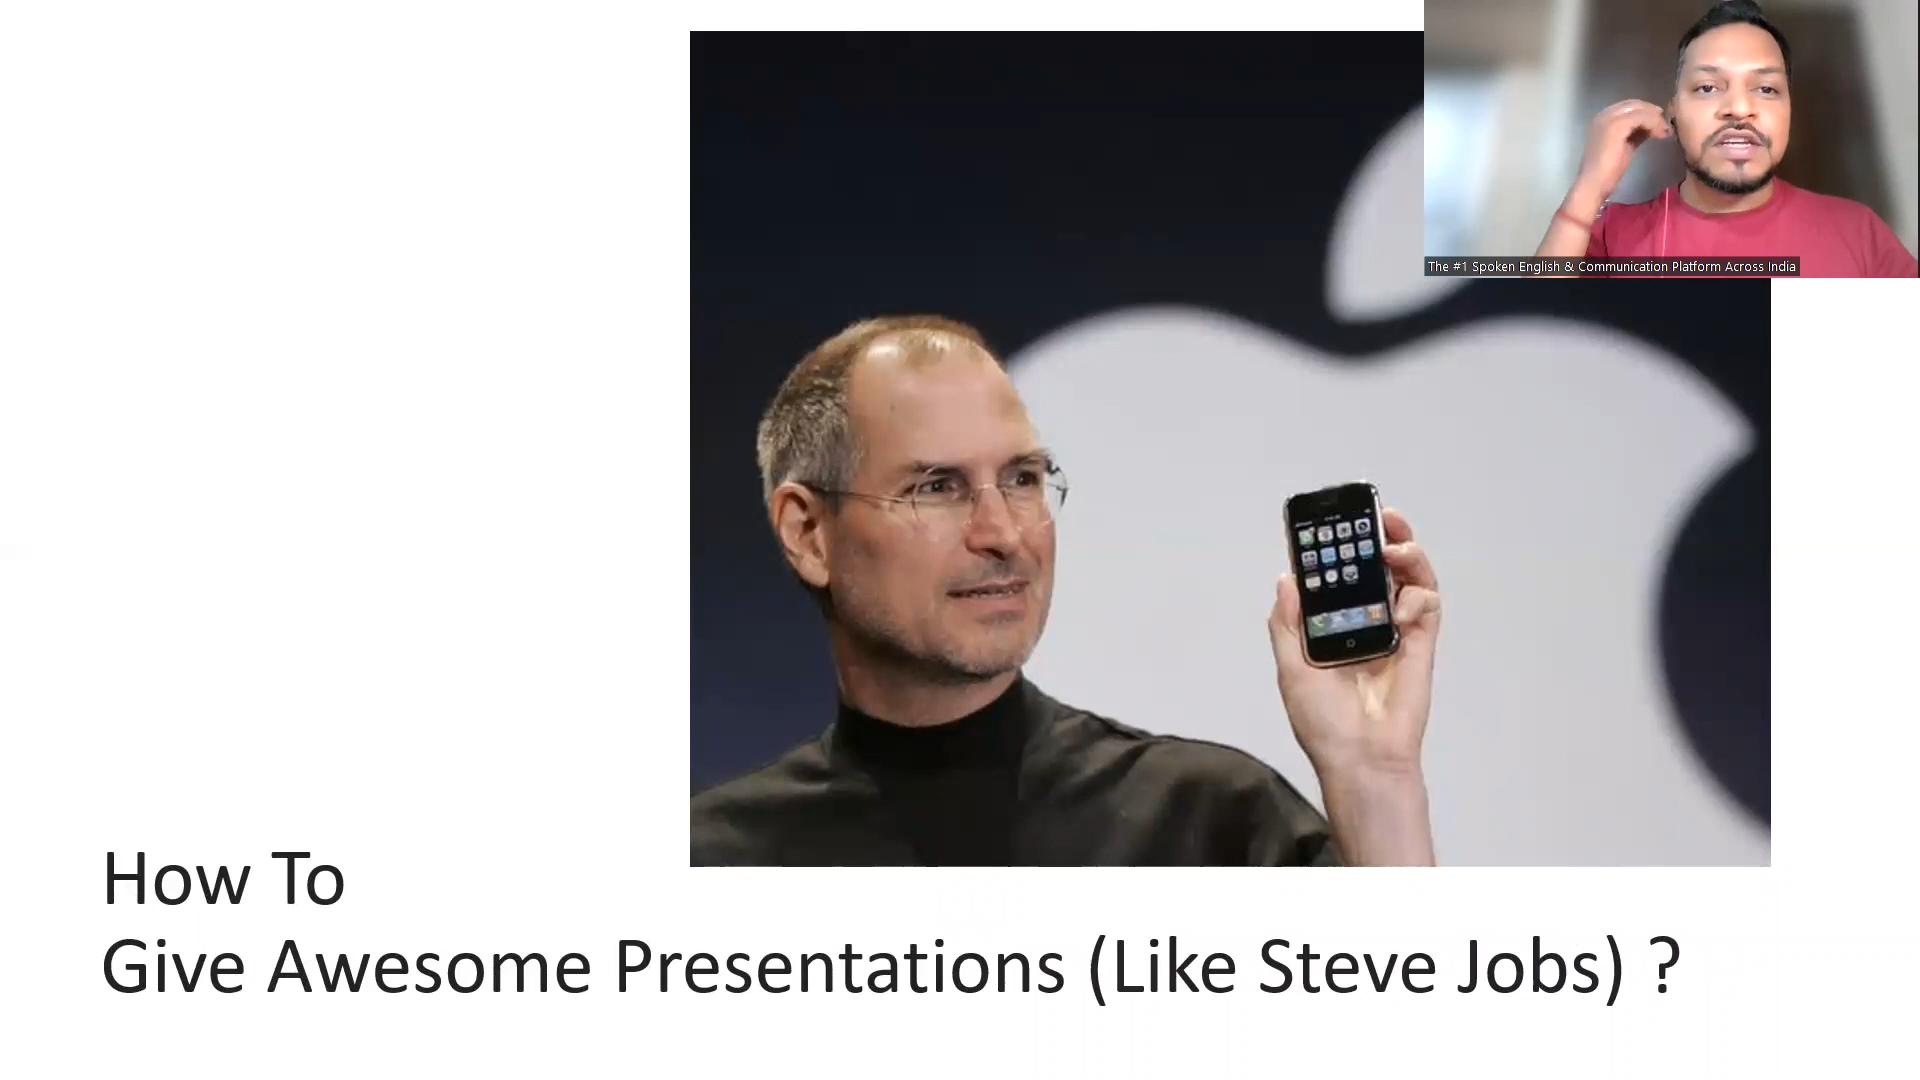 The #1 Spoken English & Communication Platform Across India
How To
Give Awesome Presentations (Like Steve Jobs) ?